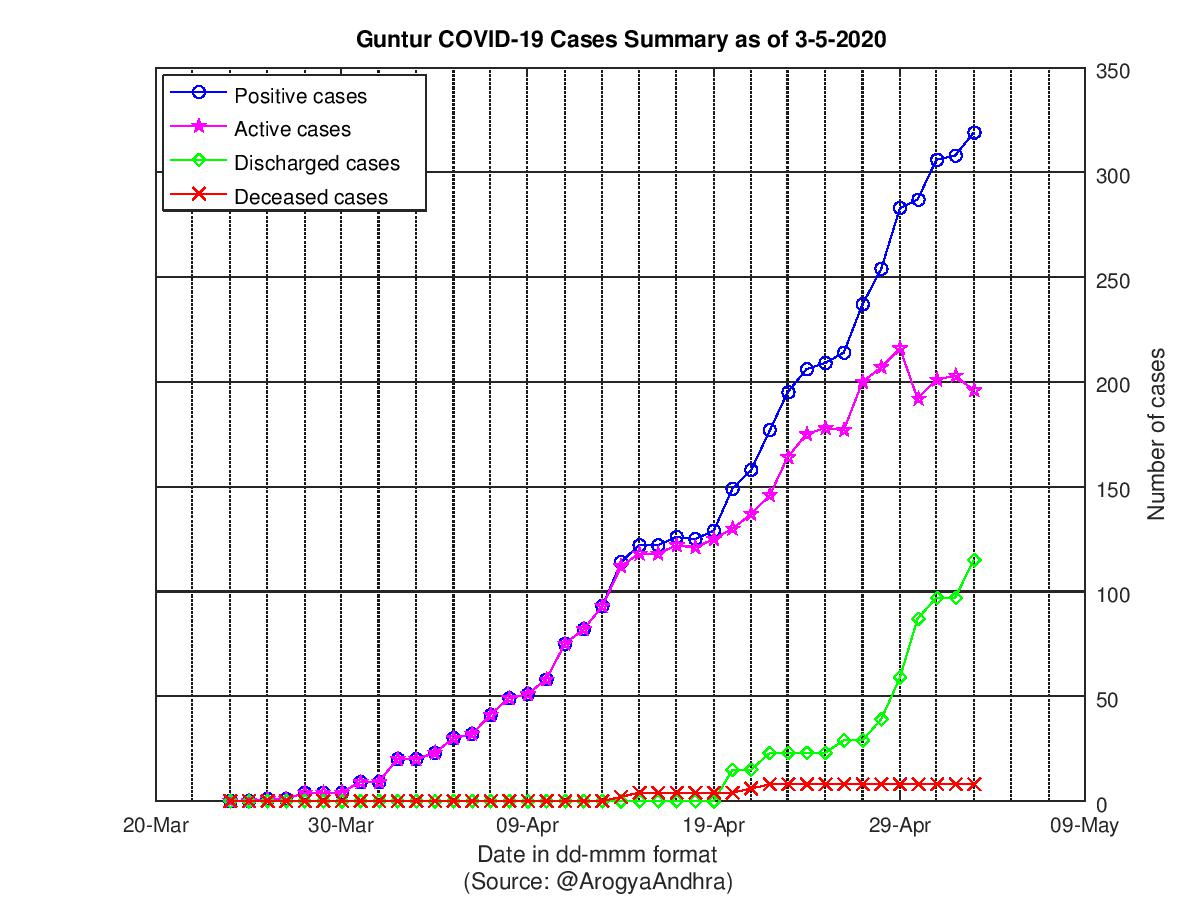 Guntur COVID-19 Cases Summary as of 3-5-2020
Positive cases
Active cases
Discharged cases
Deceased cases
350
300
250
200
150
100
50
0
Number of cases
20-Mar 30-Mar 09-Apr 19-Apr 29-Apr 09-May
Date in dd-mmm format
(Source: @ArogyaAndhra)